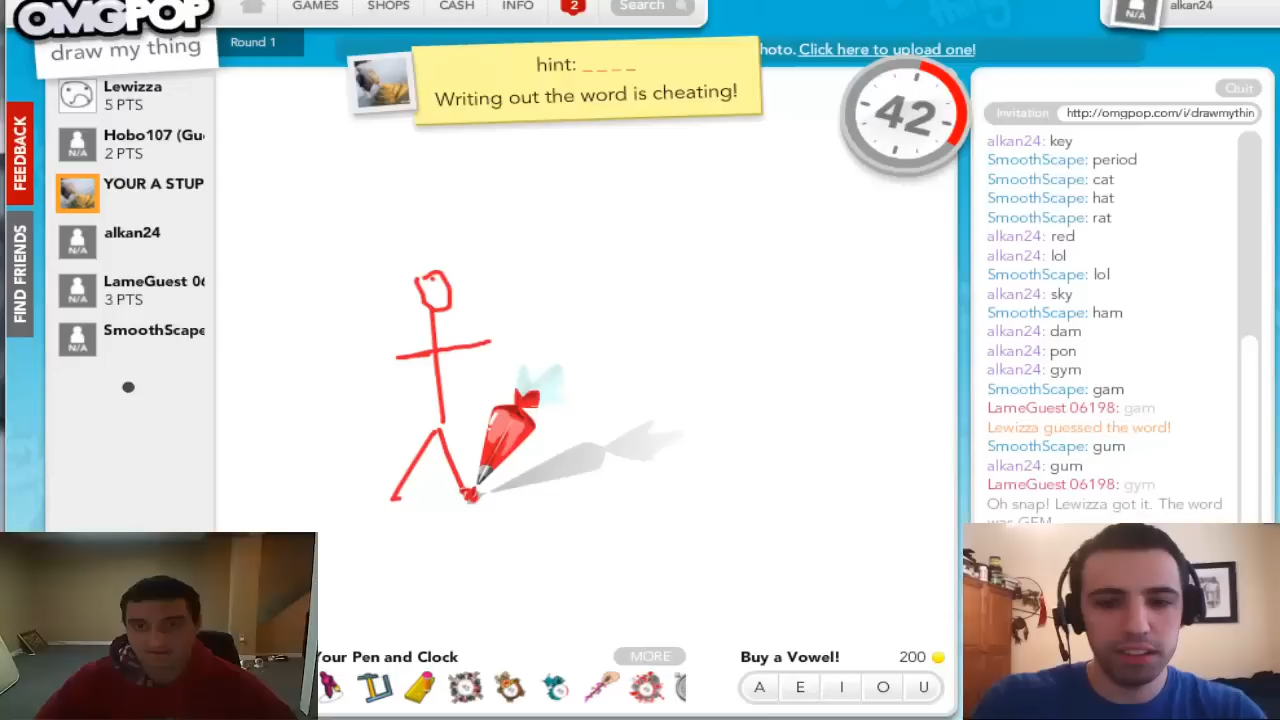 GAMES SHOPS CASH INFO 2 Search
alkan24
N/A
OMGPOP
draw my thing
Round 1
hoto. Click here to upload one!
hint: _ _ _ _
Writing out the word is cheating!
42
Quit
Invitation http://omgpop.com/i/drawmythin
FEEDBACK
FIND FRIENDS
Lewizza
5 PTS
Hobo107 (Gu
2 PTS
N/A
YOUR A STUP
alkan24
N/A
LameGuest 06
3 PTS
N/A
SmoothScape
N/A
alkan24: key
SmoothScape: period
SmoothScape: cat
SmoothScape: hat
SmoothScape: rat
alkan24: red
alkan24: lol
SmoothScape: lol
alkan24: sky
SmoothScape: ham
alkan24: dam
alkan24: pon
alkan24: gym
SmoothScape: gam
LameGuest 06198: gam
Lewizza guessed the word!
SmoothScape: gum
alkan24: gum
LameGuest 06198: gym
Oh snap! Lewizza got it. The word
was GEM
Your Pen and Clock
MORE
Buy a Vowel! 200
A E I O U